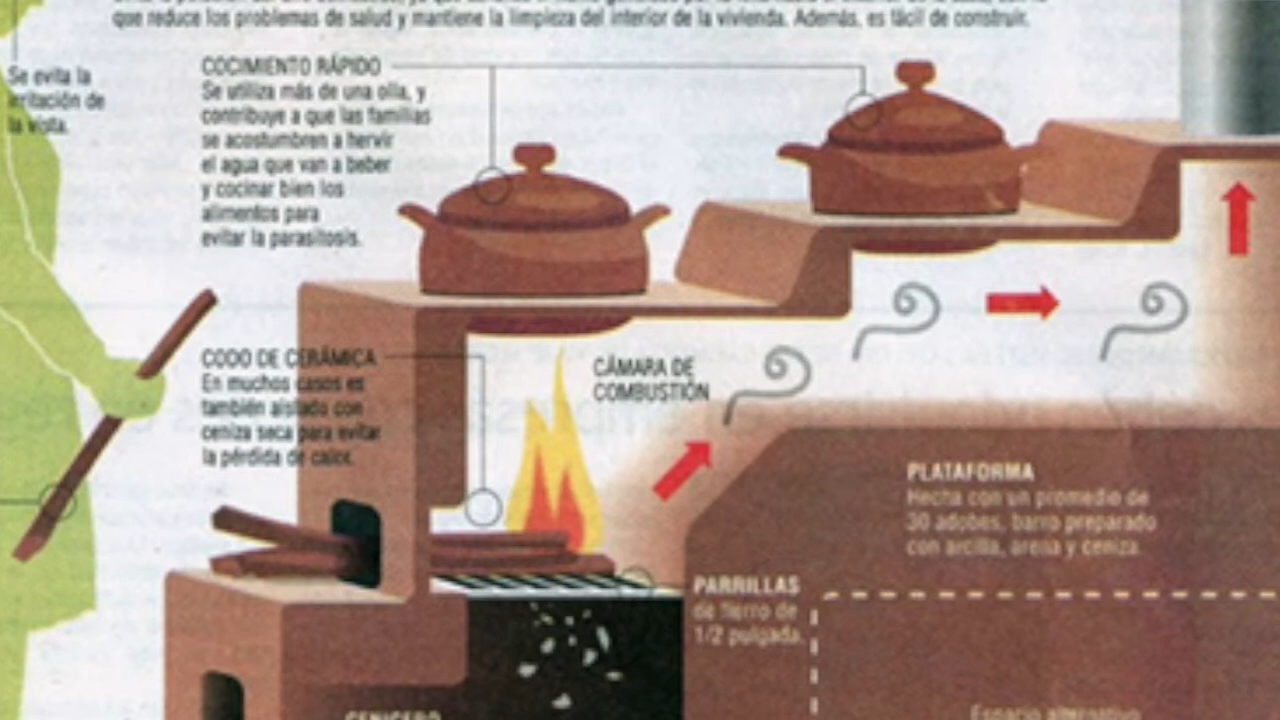 que reduce los problemas de salud y mantiene la limpieza del interior de la vivienda. Además, es fácil de construir.
Se evita la
irritación de
la vista.
COCIMIENTO RÁPIDO
Se utiliza más de una olla, y
contribuye a que las familias
se acostumbren a hervir
el agua que van a beber
y cocinar bien los
alimentos para
evitar la parasitosis.
CODO DE CERÁMICA
En muchos casos es
también aislado con
ceniza seca para evitar
la pérdida de calor.
CÁMARA DE
COMBUSTIÓN
PLATAFORMA
Hecha con un promedio de
30 adobes, barro preparado
con arcilla, arena y ceniza.
PARRILLAS
de fierro de
1/2 pulgada.
CENICERO
Espacio alternativo